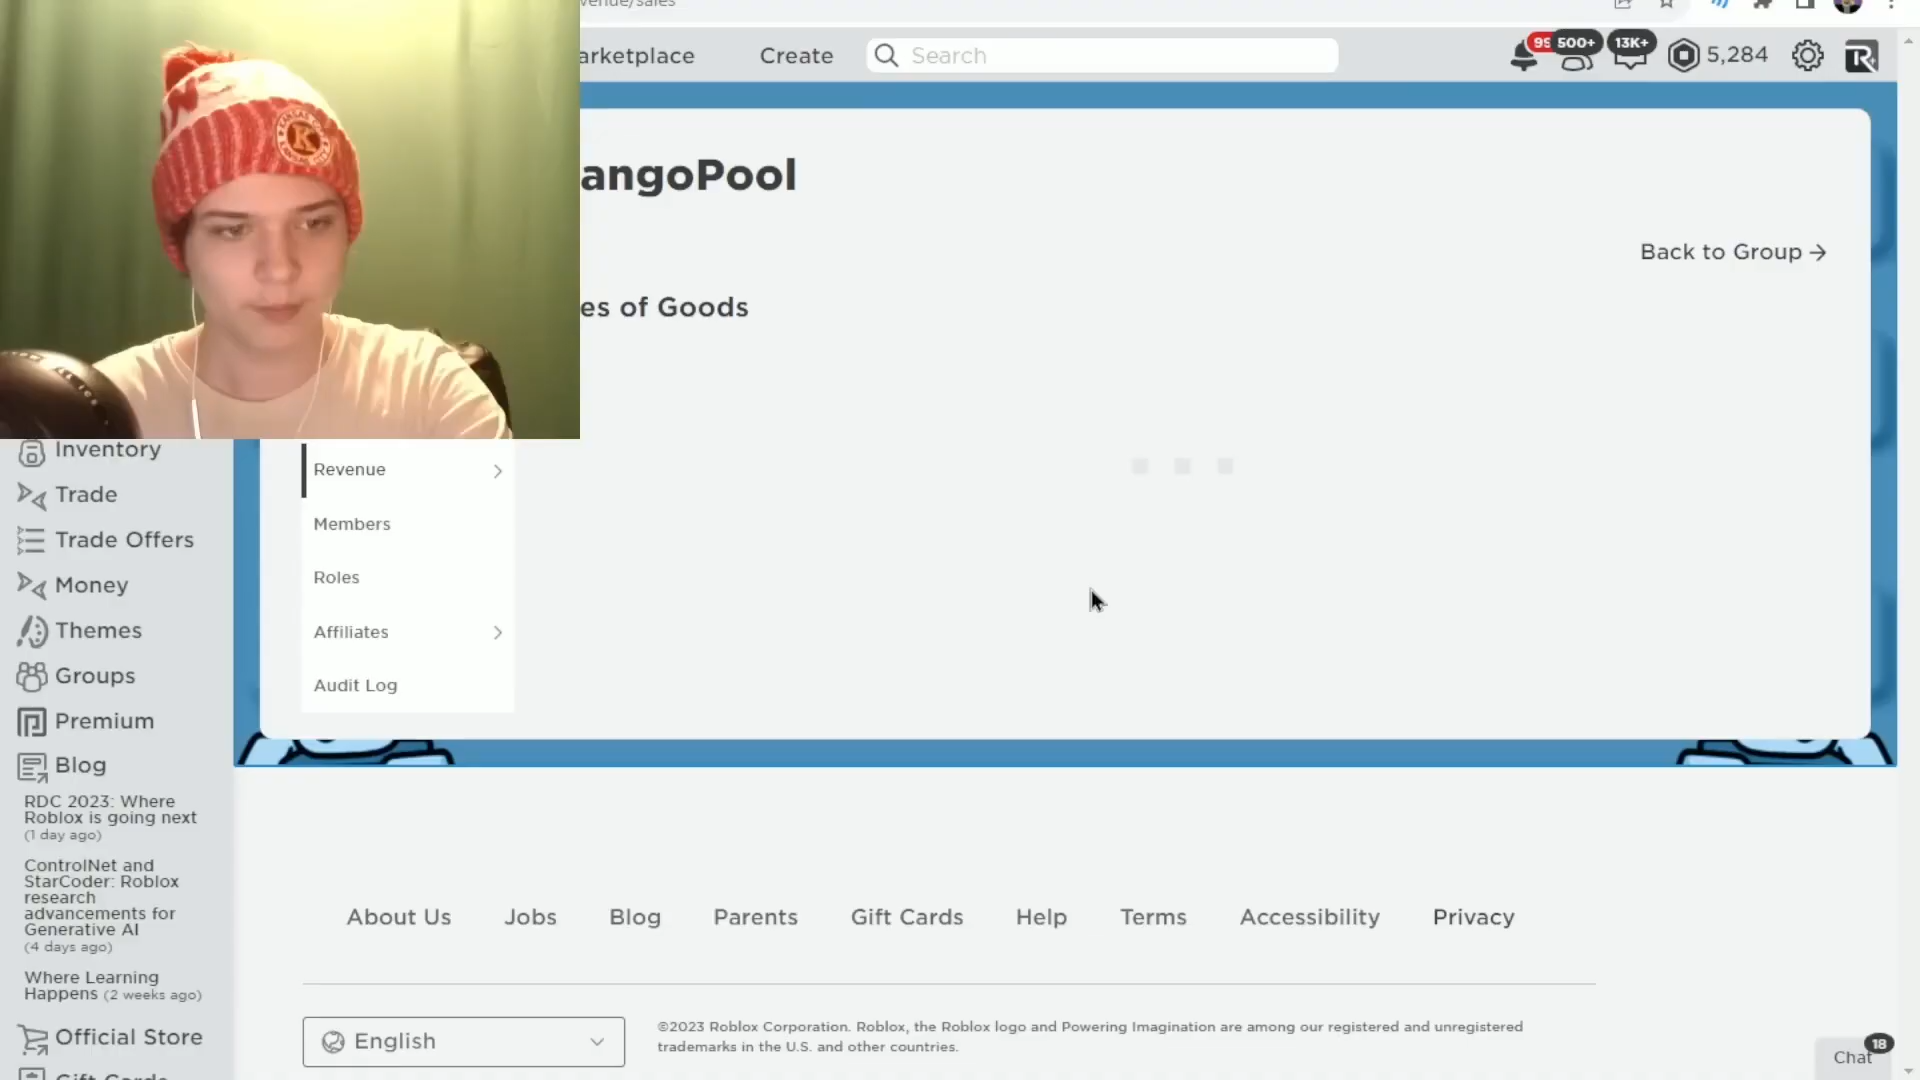 venue/sales
arketplace
Create
Search
99
500+
13K+
5,284
angoPool
Back to Group
es of Goods
K
Inventory
Trade
Trade Offers
Money
Themes
Groups
Premium
Blog
RDC 2023: Where
Roblox is going next
(1 day ago)
ControlNet and
StarCoder: Roblox
research
advancements for
Generative AI
(4 days ago)
Where Learning
Happens (2 weeks ago)
Official Store
Gift Cards
Revenue
Members
Roles
Affiliates
Audit Log
About Us
Jobs
Blog
Parents
Gift Cards
Help
Terms
Accessibility
Privacy
English
©2023 Roblox Corporation. Roblox, the Roblox logo and Powering Imagination are among our registered and unregistered
trademarks in the U.S. and other countries.
Chat
18